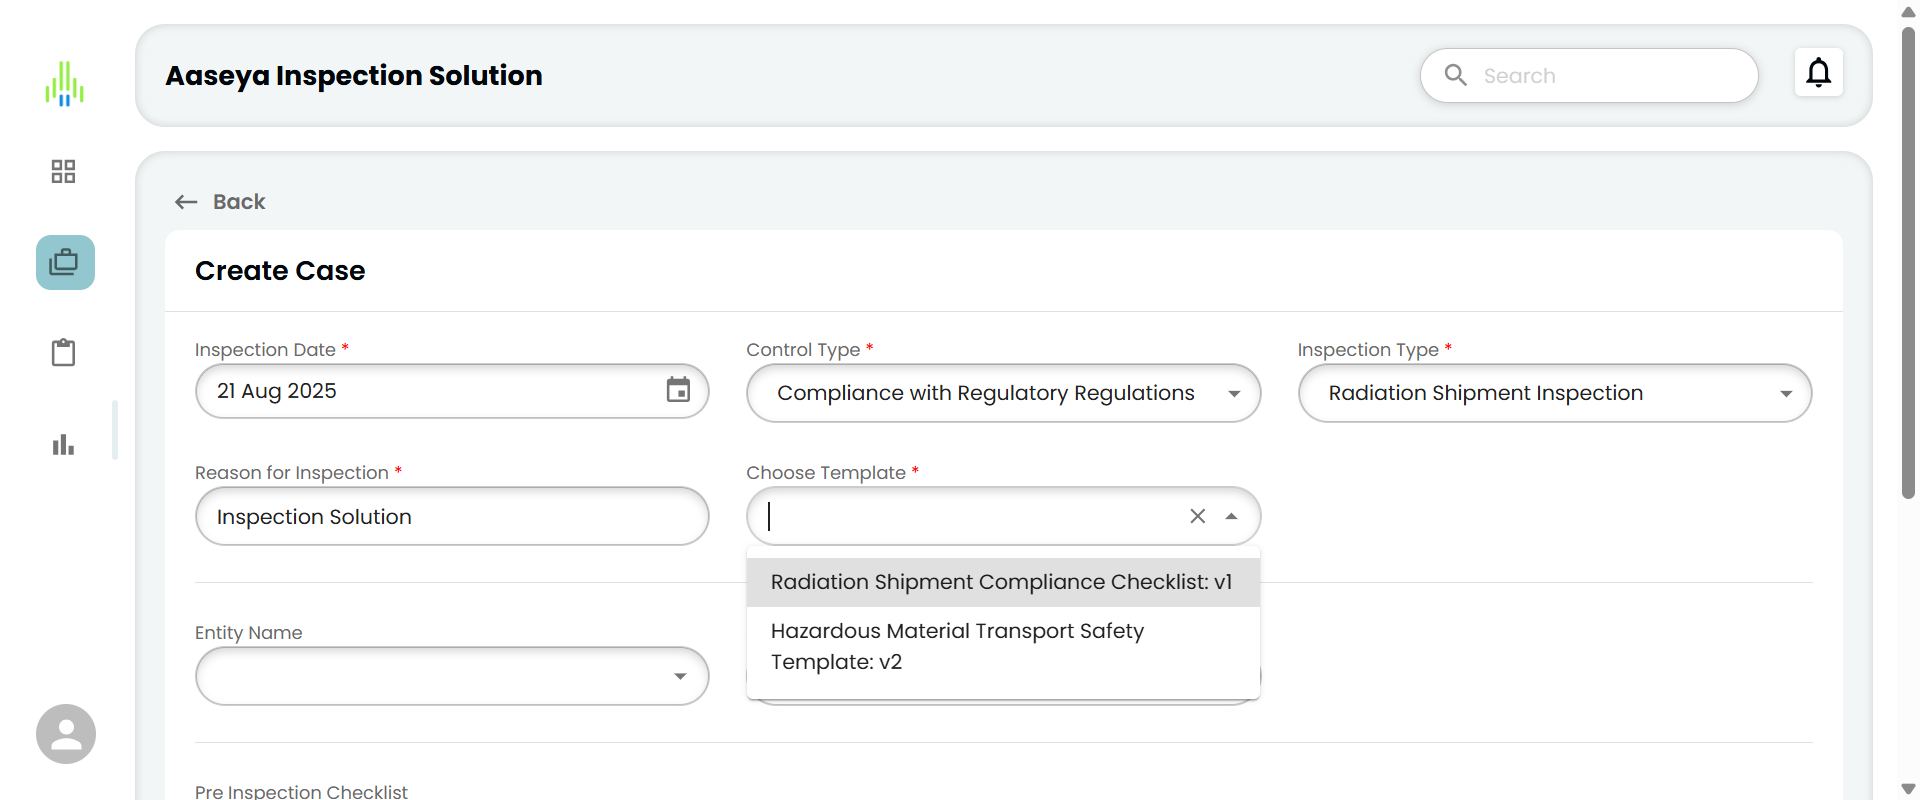 Aaseya Inspection Solution
Search
Back
Create Case
Inspection Date *
Control Type *
Inspection Type *
21 Aug 2025
Compliance with Regulatory Regulations
Radiation Shipment Inspection
Reason for Inspection *
Choose Template *
Inspection Solution
Radiation Shipment Compliance Checklist: v1
Hazardous Material Transport Safety
Template: v2
Entity Name
Pre Inspection Checklist